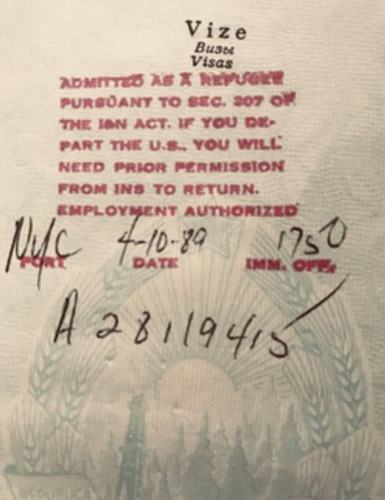 Vize
Визы
Visas
ADMITTED AS A REFUGEE
PURSUANT TO SEC. 207 OF
THE I&N ACT. IF YOU DE-
PART THE U.S., YOU WILL
NEED PRIOR PERMISSION
FROM INS TO RETURN.
EMPLOYMENT AUTHORIZED
NYC 4-10-89 1750
PORT DATE IMM. OFF.
A 28119415
REPUBLICA